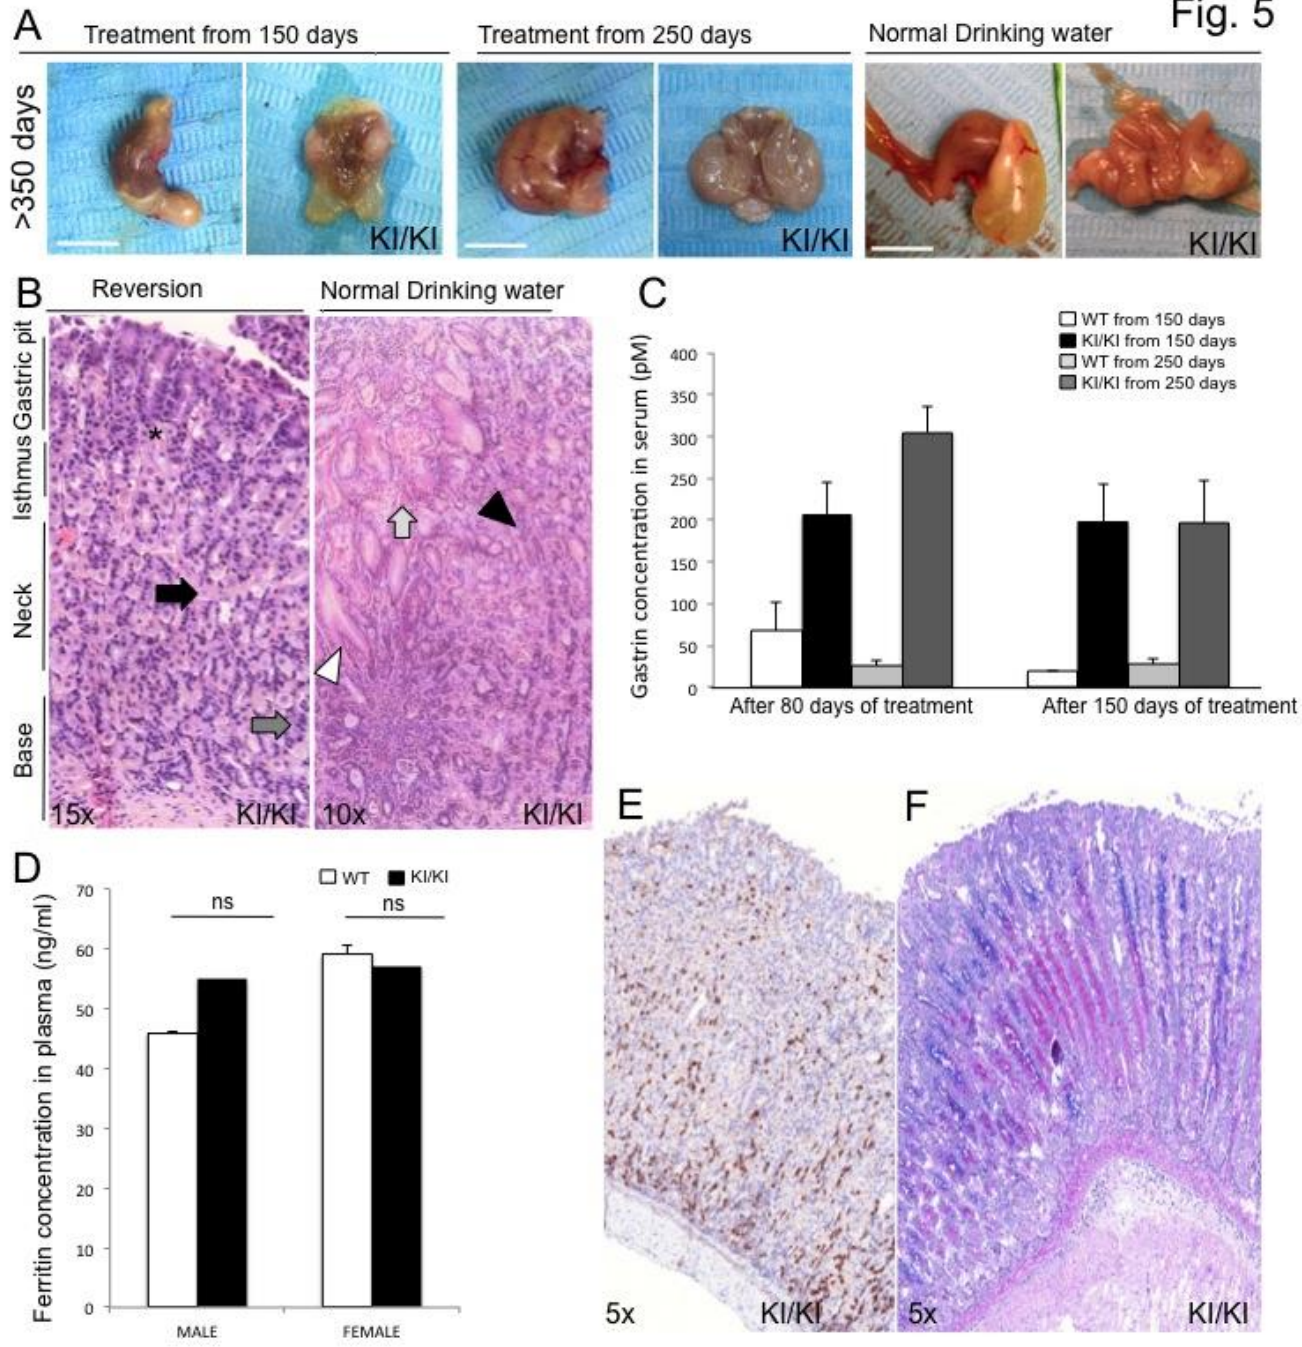 Fig. 5
A
Treatment from 150 days
Treatment from 250 days
Normal Drinking water
>350 days
KI/KI
KI/KI
KI/KI
B
Reversion
Normal Drinking water
Gastric pit
Isthmus
Neck
Base
15x
KI/KI
*
10x
KI/KI
C
WT from 150 days
KI/KI from 150 days
WT from 250 days
KI/KI from 250 days
Gastrin concentration in serum (pM)
400
350
300
250
200
150
100
50
0
After 80 days of treatment
After 150 days of treatment
D
WT
KI/KI
ns
ns
Ferritin concentration in plasma (ng/ml)
70
60
50
40
30
20
10
0
MALE
FEMALE
E
5x
KI/KI
F
5x
KI/KI